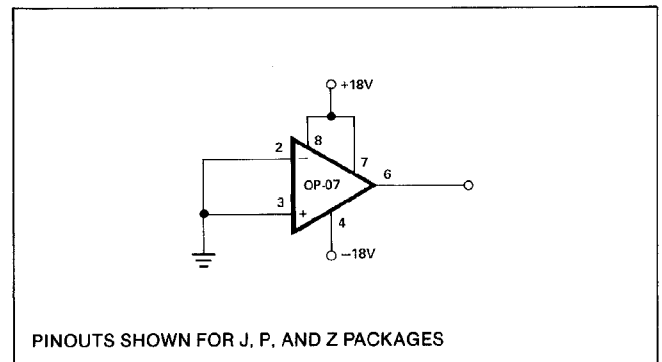 +18V
8
2
−
7
OP-07
6
3
+
4
−18V
PINOUTS SHOWN FOR J, P, AND Z PACKAGES